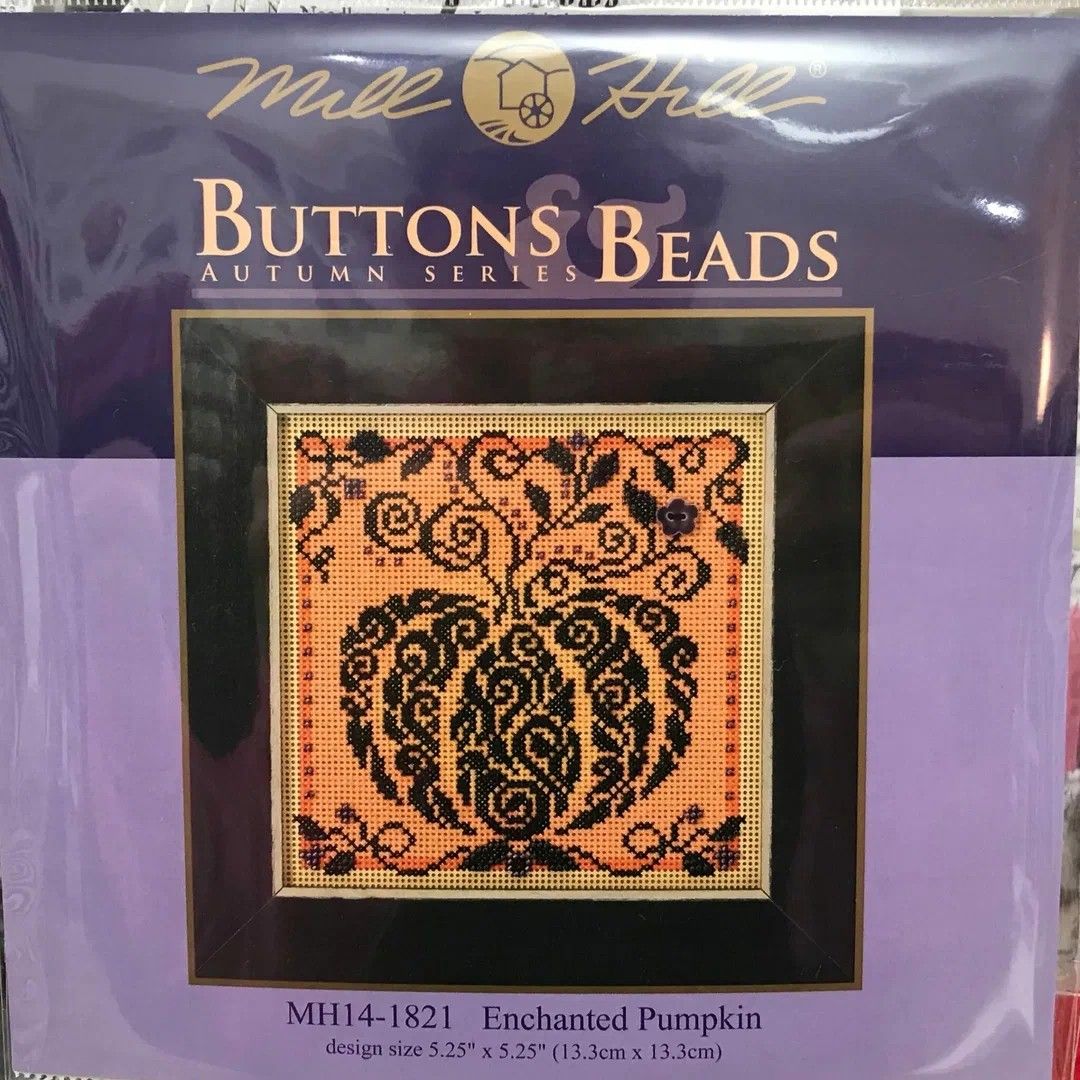 Mill Hill®
BUTTONS & BEADS
AUTUMN SERIES
MH14-1821 Enchanted Pumpkin
design size 5.25" x 5.25" (13.3cm x 13.3cm)